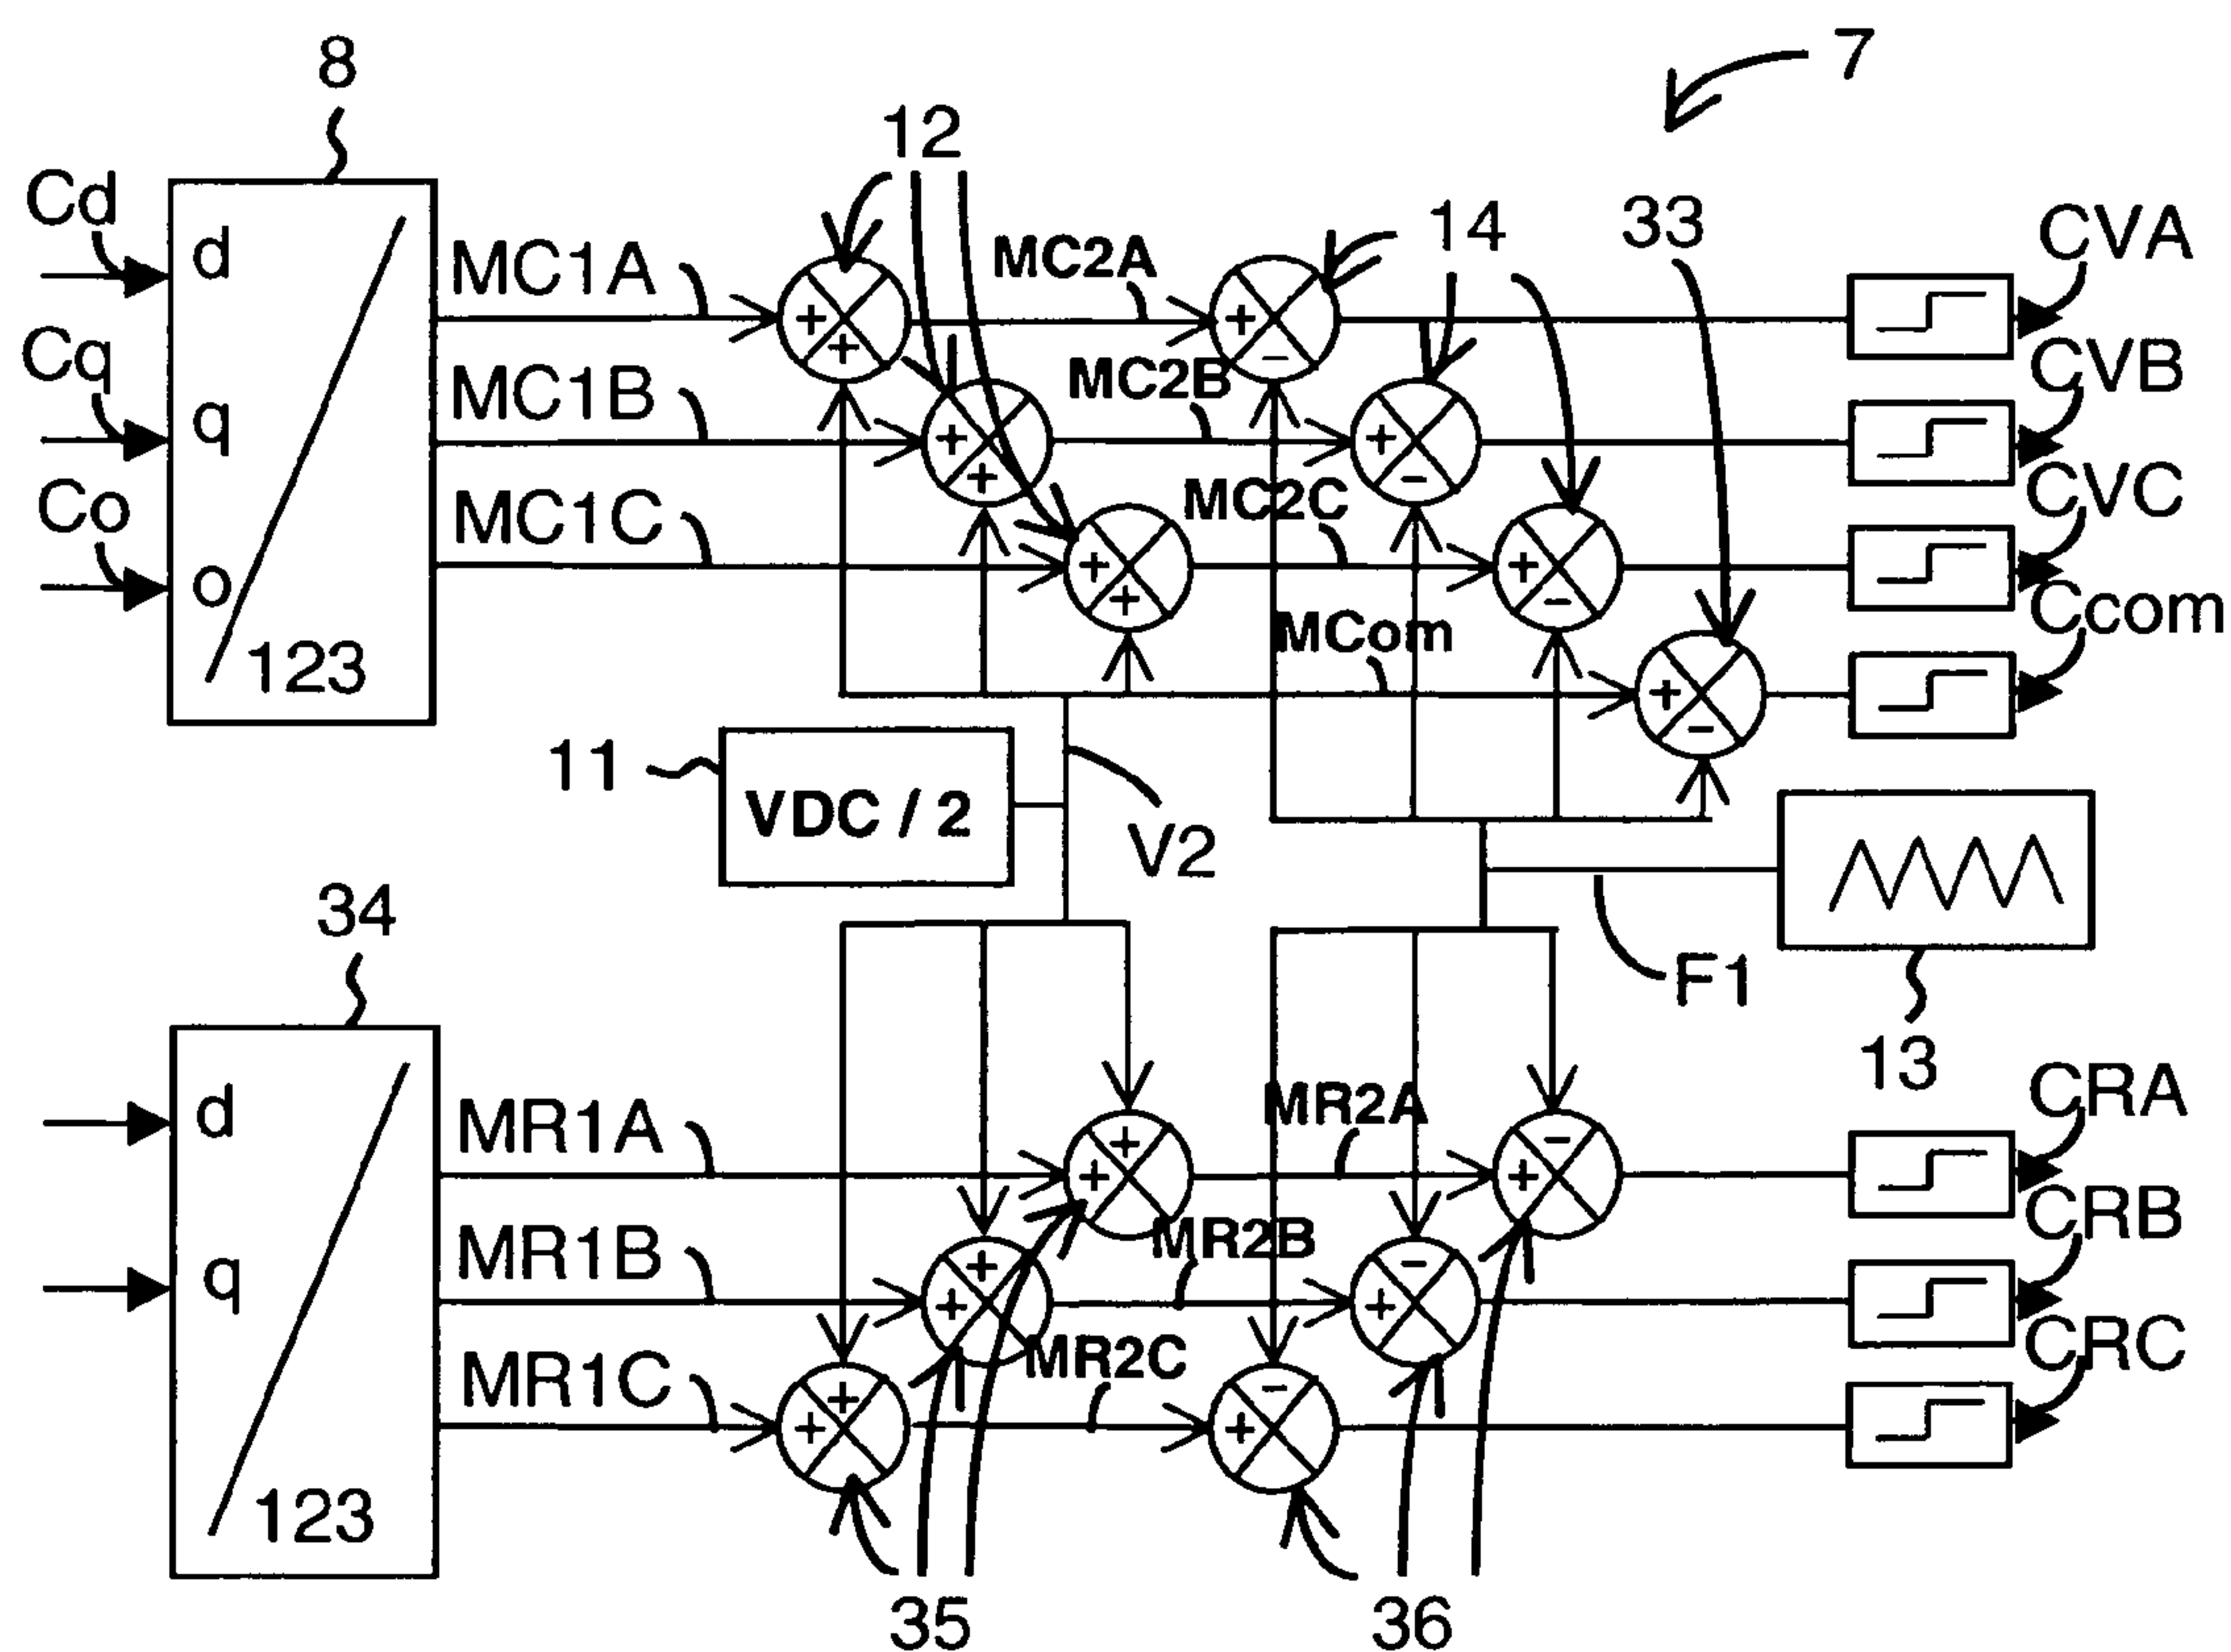 8
7
12
Cd
14
33
CVA
d
MC1A
MC2A
+
+
+
−
Cq
CVB
q
MC1B
MC2B
+
+
+
−
Co
CVC
o
MC1C
MC2C
+
+
+
−
123
MCom
Ccom
+
−
11
VDC / 2
V2
F1
13
34
d
MR1A
MR2A
CRA
+
+
−
+
q
MR1B
MR2B
CRB
+
+
−
+
MR1C
MR2C
CRC
+
+
−
+
123
35
36